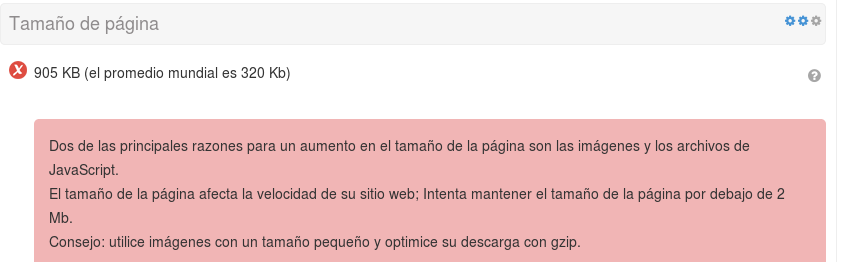 Tamaño de página
905 KB (el promedio mundial es 320 Kb)
Dos de las principales razones para un aumento en el tamaño de la página son las imágenes y los archivos de
JavaScript.
El tamaño de la página afecta la velocidad de su sitio web; Intenta mantener el tamaño de la página por debajo de 2
Mb.
Consejo: utilice imágenes con un tamaño pequeño y optimice su descarga con gzip.